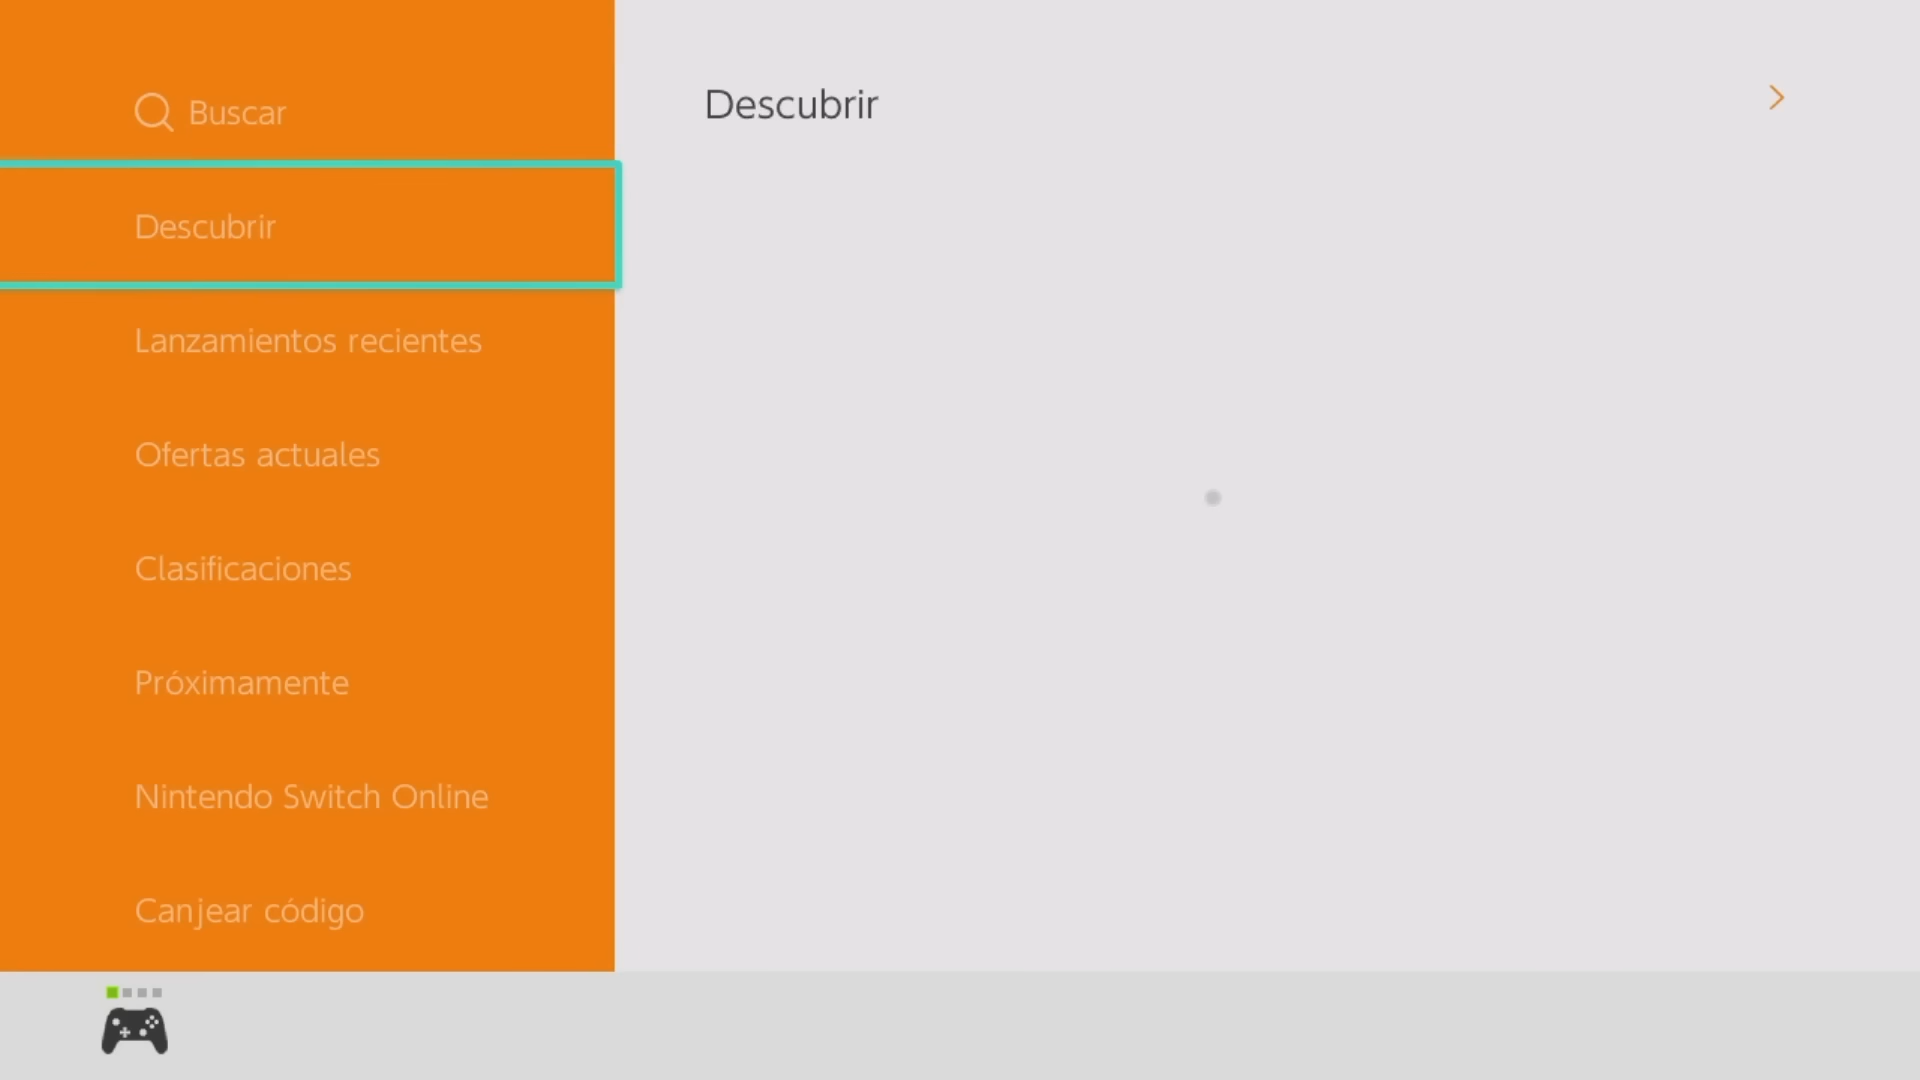 Buscar
Descubrir
Lanzamientos recientes
Ofertas actuales
Clasificaciones
Próximamente
Nintendo Switch Online
Canjear código
Descubrir